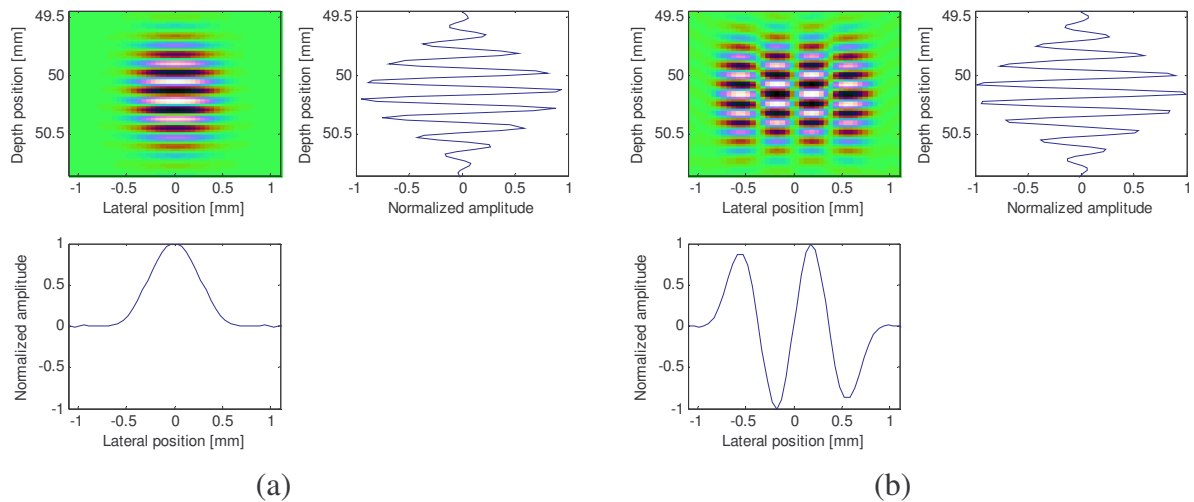 49.5
50
50.5
Depth position [mm]
-1 -0.5 0 0.5 1
Lateral position [mm]
49.5
50
50.5
Depth position [mm]
-1 -0.5 0 0.5 1
Normalized amplitude
1
0.5
0
-0.5
-1
Normalized amplitude
-1 -0.5 0 0.5 1
Lateral position [mm]
(a)
49.5
50
50.5
Depth position [mm]
-1 -0.5 0 0.5 1
Lateral position [mm]
49.5
50
50.5
Depth position [mm]
-1 -0.5 0 0.5 1
Normalized amplitude
1
0.5
0
-0.5
-1
Normalized amplitude
-1 -0.5 0 0.5 1
Lateral position [mm]
(b)